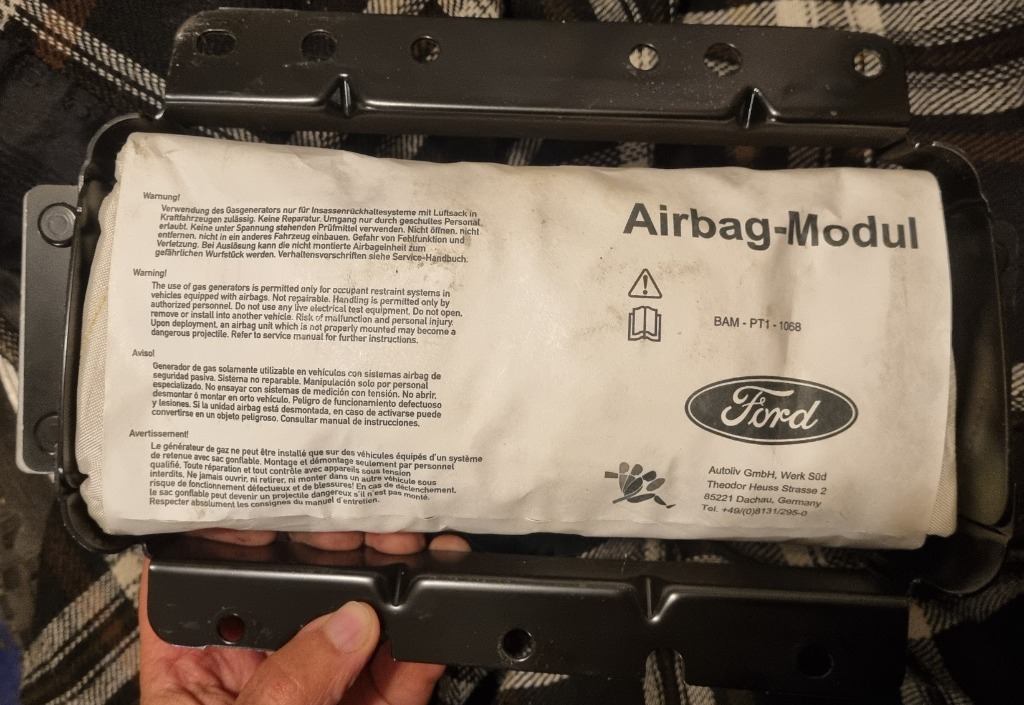 Warnung!
Verwendung des Gasgenerators nur für Insassenrückhaltesysteme mit Luftsack in
Kraftfahrzeugen zulässig. Keine Reparatur. Umgang nur durch geschultes Personal
erlaubt. Keine unter Spannung stehenden Prüfmittel verwenden. Nicht öffnen, nicht
entfernen, nicht in ein anderes Fahrzeug einbauen. Gefahr von Fehlfunktion und
Verletzung. Bei Auslösung kann die nicht montierte Airbageinheit zum
gefährlichen Wurfstück werden. Verhaltensvorschriften siehe Service-Handbuch.
Warning!
The use of gas generators is permitted only for occupant restraint systems in
vehicles equipped with airbags. Not repairable. Handling is permitted only by
authorized personnel. Do not use any live electrical test equipment. Do not open,
remove or install into another vehicle. Risk of malfunction and personal injury.
Upon deployment, an airbag unit which is not properly mounted may become a
dangerous projectile. Refer to service manual for further instructions.
Aviso!
Generador de gas solamente utilizable en vehículos con sistemas airbag de
seguridad pasiva. Sistema no reparable. Manipulación solo por personal
especializado. No ensayar con sistemas de medición con tensión. No abrir,
desmontar ó montar en orto vehículo. Peligro de funcionamiento defectuoso
y lesiones. Si la unidad airbag está desmontada, en caso de activarse puede
convertirse en un objeto peligroso. Consultar manual de instrucciones.
Avertissement!
Le générateur de gaz ne peut être installé que sur des véhicules équipés d'un système
de retenue avec sac gonflable. Montage et démontage seulement par personnel
qualifié. Toute réparation et tout contrôle avec appareils sous tension
interdits. Ne jamais ouvrir, ni retirer, ni monter dans un autre véhicule sous
risque de fonctionnement défectueux et de blessures! En cas de déclenchement,
le sac gonflable peut devenir un projectile dangereux s'il n'est pas monté.
Respecter absolument les consignes du manuel d'entretien.
Airbag-Modul
BAM - PT1 - 1068
Ford
Autoliv GmbH, Werk Süd
Theodor Heuss Strasse 2
85221 Dachau, Germany
Tel. +49/(0)8131/295-0